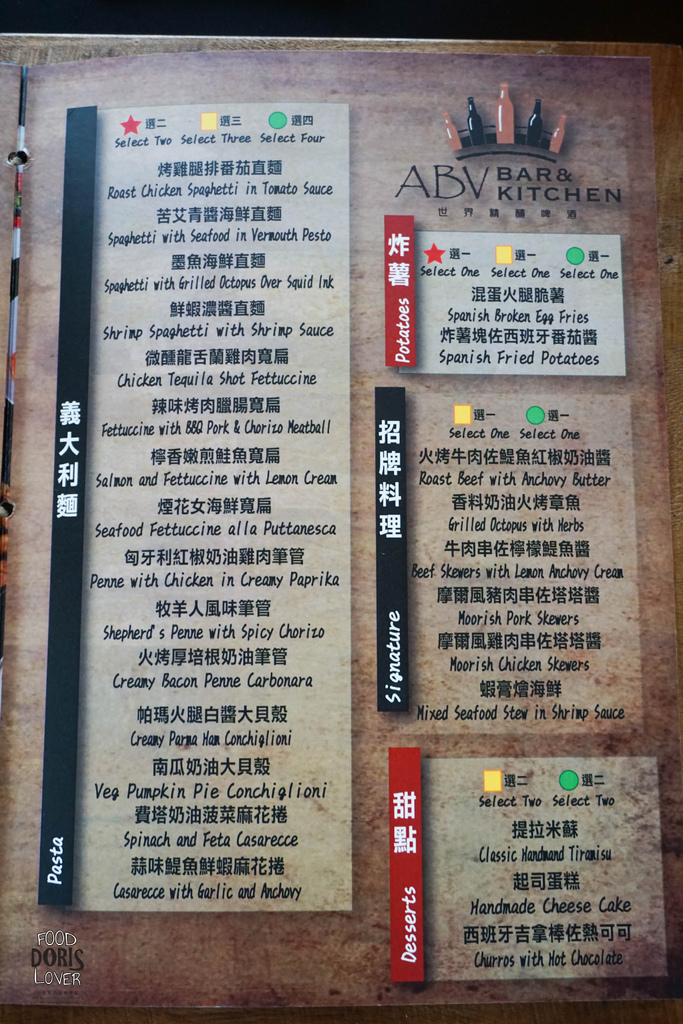 選二 選三 選四
Select Two Select Three Select Four
義大利麵
Pasta
烤雞腿排番茄直麵
Roast Chicken Spaghetti in Tomato Sauce
苦艾青醬海鮮直麵
Spaghetti with Seafood in Vermouth Pesto
墨魚海鮮直麵
Spaghetti with Grilled Octopus Over Squid Ink
鮮蝦濃醬直麵
Shrimp Spaghetti with Shrimp Sauce
微醺龍舌蘭雞肉寬扁
Chicken Tequila Shot Fettuccine
辣味烤肉臘腸寬扁
Fettuccine with BBQ Pork & Chorizo Meatball
檸香嫩煎鮭魚寬扁
Salmon and Fettuccine with Lemon Cream
煙花女海鮮寬扁
Seafood Fettuccine alla Puttanesca
匈牙利紅椒奶油雞肉筆管
Penne with Chicken in Creamy Paprika
牧羊人風味筆管
Shepherd's Penne with Spicy Chorizo
火烤厚培根奶油筆管
Creamy Bacon Penne Carbonara
帕瑪火腿白醬大貝殼
Creamy Parma Ham Conchiglioni
南瓜奶油大貝殼
Veg Pumpkin Pie Conchiglioni
費塔奶油菠菜麻花捲
Spinach and Feta Casarecce
蒜味鯷魚鮮蝦麻花捲
Casarecce with Garlic and Anchovy
ABV BAR & KITCHEN
世界精釀啤酒
炸薯
Potatoes
選一 選一 選一
Select One Select One Select One
混蛋火腿脆薯
Spanish Broken Egg Fries
炸薯塊佐西班牙番茄醬
Spanish Fried Potatoes
招牌料理
Signature
選一 選一
Select One Select One
火烤牛肉佐鯷魚紅椒奶油醬
Roast Beef with Anchovy Butter
香料奶油火烤章魚
Grilled Octopus with Herbs
牛肉串佐檸檬鯷魚醬
Beef Skewers with Lemon Anchovy Cream
摩爾風豬肉串佐塔塔醬
Moorish Pork Skewers
摩爾風雞肉串佐塔塔醬
Moorish Chicken Skewers
蝦膏燴海鮮
Mixed Seafood Stew in Shrimp Sauce
甜點
Desserts
選二 選二
Select Two Select Two
提拉米蘇
Classic Handmand Tiramisu
起司蛋糕
Handmade Cheese Cake
西班牙吉拿棒佐熱可可
Churros with Hot Chocolate
FOOD
DORIS
LOVER